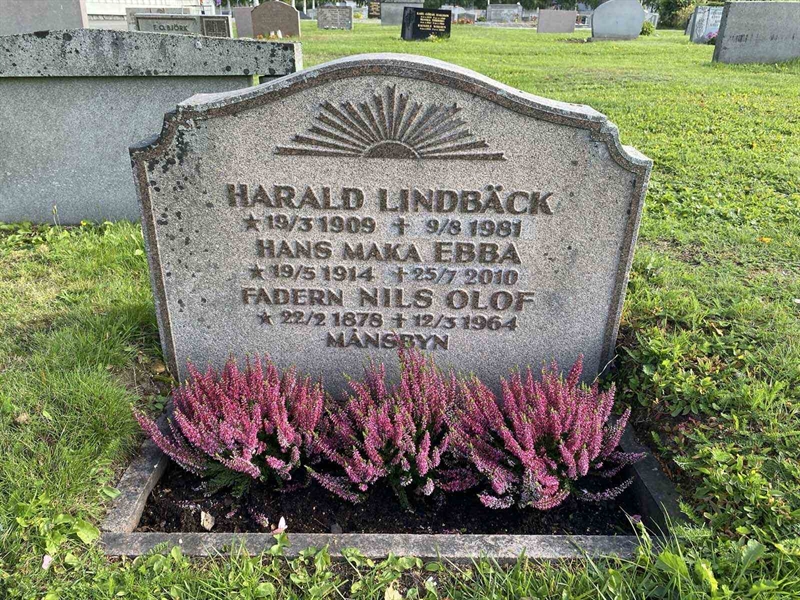 HARALD LINDBÄCK
★ 19/3 1909 ✝ 9/8 1981
HANS MAKA EBBA
★ 19/5 1914 ✝ 25/7 2010
FADERN NILS OLOF
★ 22/2 1878 ✝ 12/3 1964
MÅNSBYN